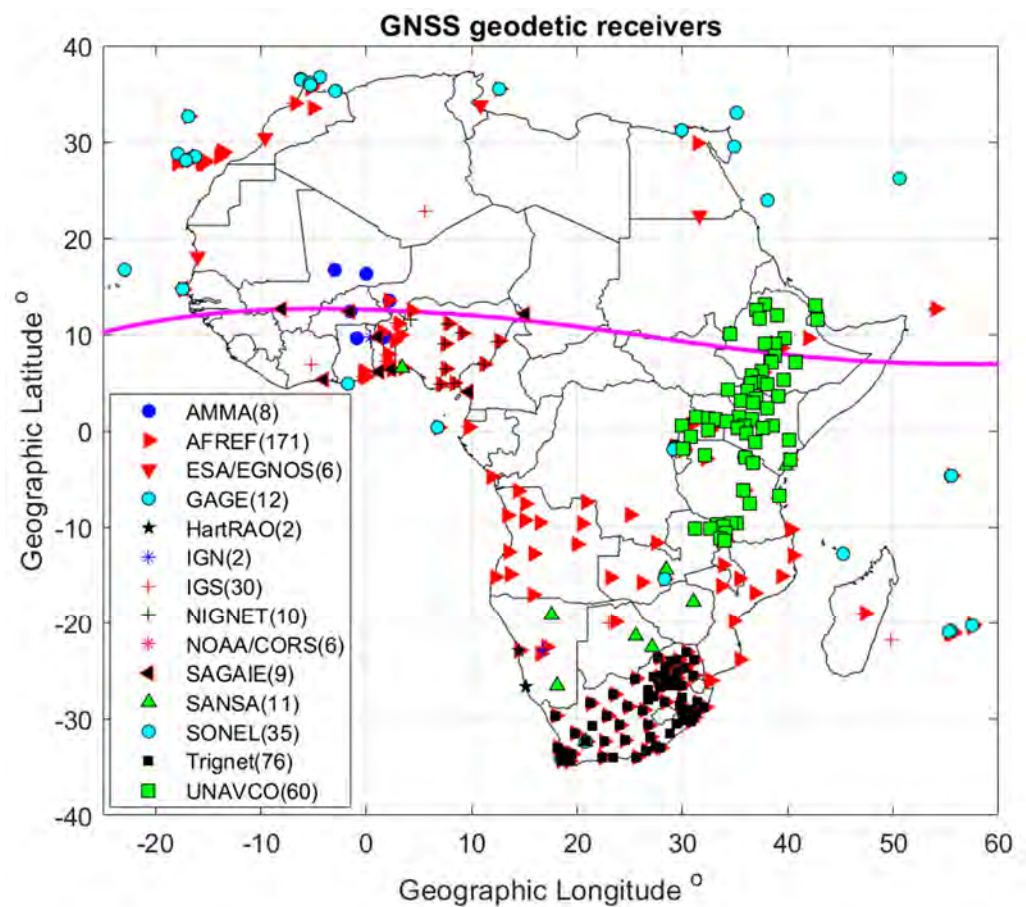 GNSS geodetic receivers
40
30
20
10
0
-10
-20
-30
-40
Geographic Latitude °
AMMA(8)
AFREF(171)
ESA/EGNOS(6)
GAGE(12)
HartRAO(2)
IGN(2)
IGS(30)
NIGNET(10)
NOAA/CORS(6)
SAGAIE(9)
SANSA(11)
SONEL(35)
Trignet(76)
UNAVCO(60)
-20 -10 0 10 20 30 40 50 60
Geographic Longitude °